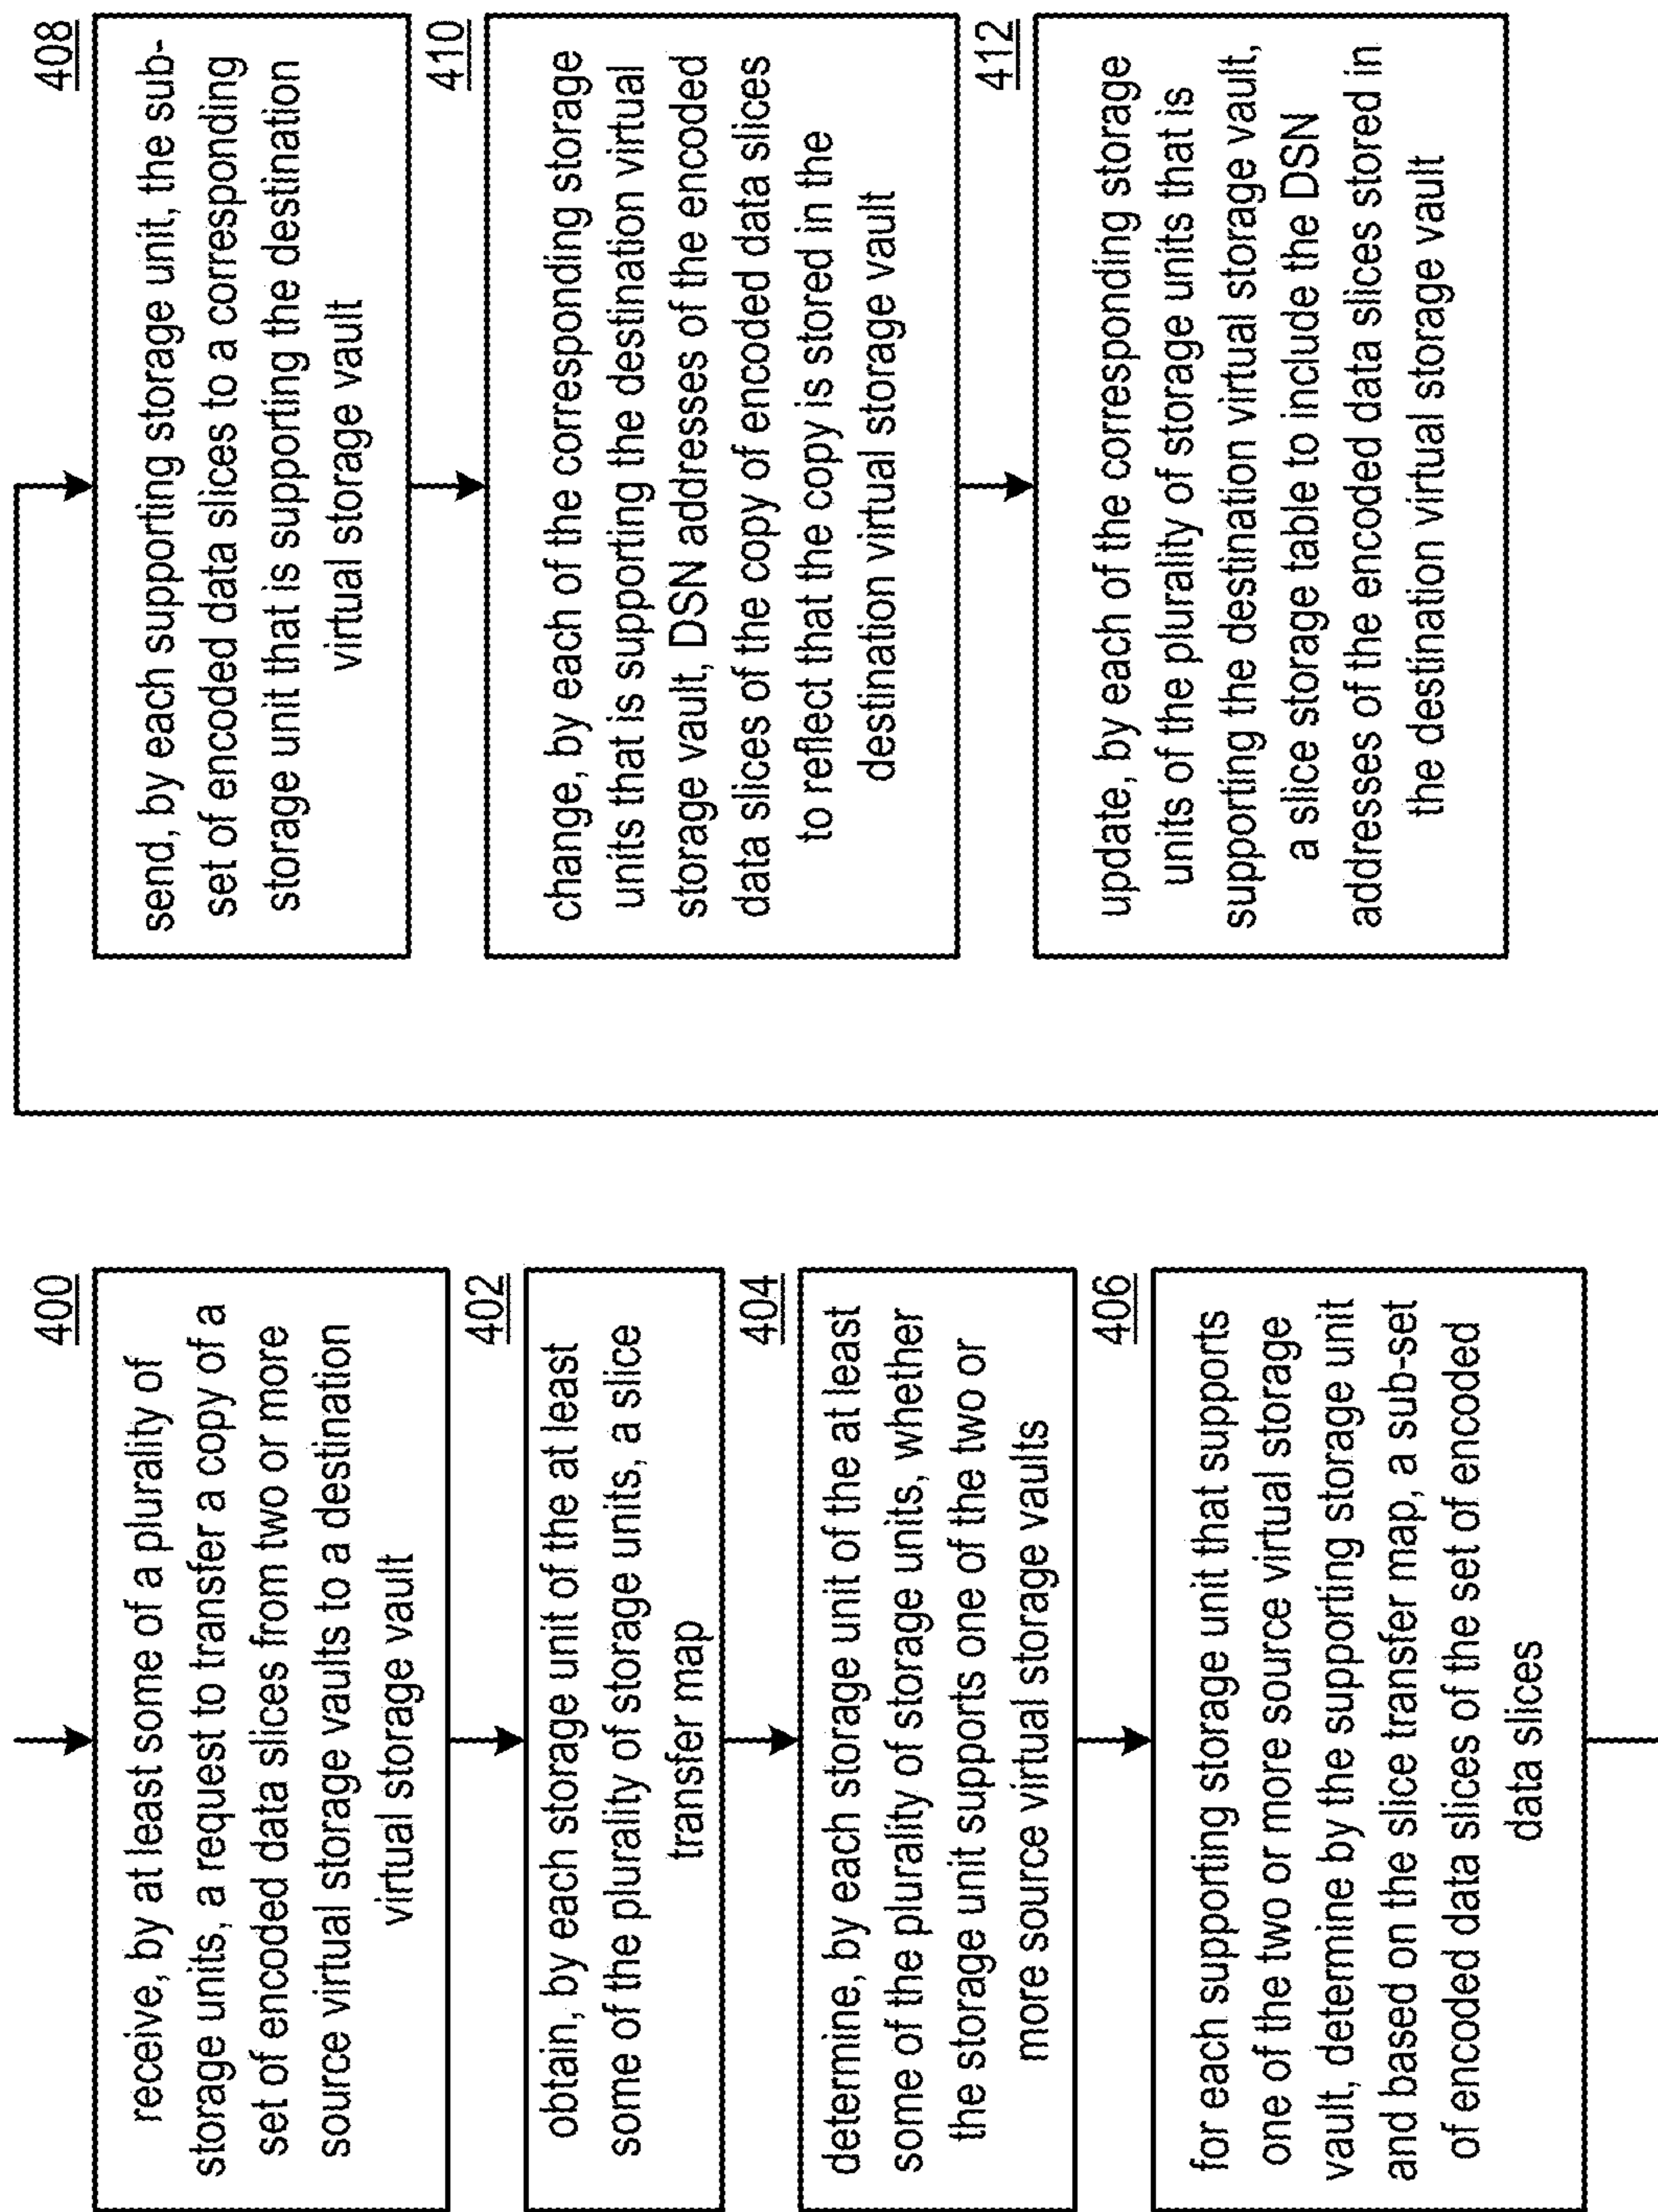 400
receive, by at least some of a plurality of
storage units, a request to transfer a copy of a
set of encoded data slices from two or more
source virtual storage vaults to a destination
virtual storage vault
402
obtain, by each storage unit of the at least
some of the plurality of storage units, a slice
transfer map
404
determine, by each storage unit of the at least
some of the plurality of storage units, whether
the storage unit supports one of the two or
more source virtual storage vaults
406
for each supporting storage unit that supports
one of the two or more source virtual storage
vault, determine by the supporting storage unit
and based on the slice transfer map, a sub-set
of encoded data slices of the set of encoded
data slices
408
send, by each supporting storage unit, the sub-
set of encoded data slices to a corresponding
storage unit that is supporting the destination
virtual storage vault
410
change, by each of the corresponding storage
units that is supporting the destination virtual
storage vault, DSN addresses of the encoded
data slices of the copy of encoded data slices
to reflect that the copy is stored in the
destination virtual storage vault
412
update, by each of the corresponding storage
units of the plurality of storage units that is
supporting the destination virtual storage vault,
a slice storage table to include the DSN
addresses of the encoded data slices stored in
the destination virtual storage vault